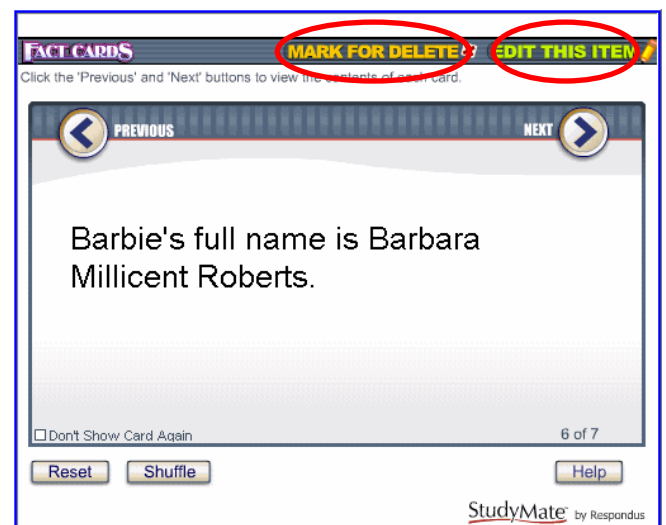 FACT CARDS MARK FOR DELETE EDIT THIS ITEM
Click the 'Previous' and 'Next' buttons to view the contents of each card.
PREVIOUS NEXT
Barbie's full name is Barbara
Millicent Roberts.
Don't Show Card Again 6 of 7
Reset Shuffle Help
StudyMate by Respondus